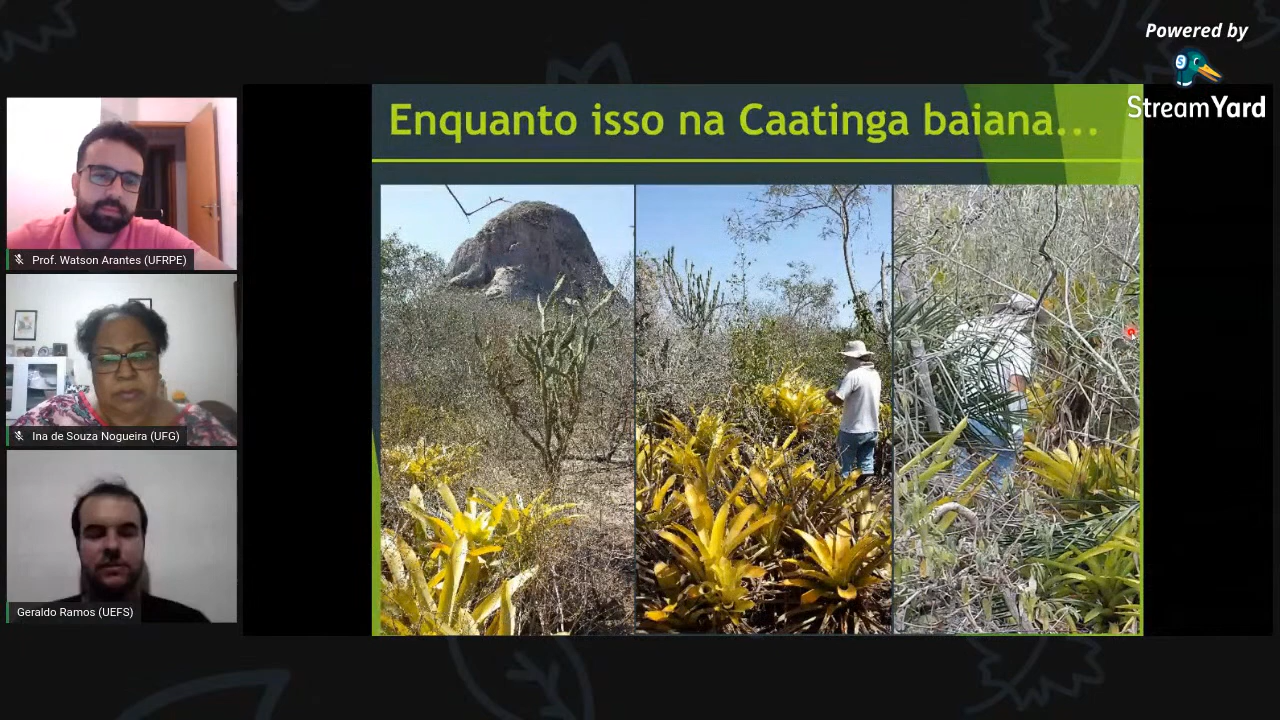 Powered by
StreamYard
Enquanto isso na Caatinga baiana...
Prof. Watson Arantes (UFRPE)
Ina de Souza Nogueira (UFG)
Geraldo Ramos (UEFS)